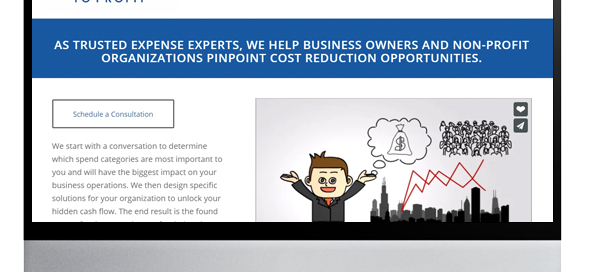 TO PROFIT
AS TRUSTED EXPENSE EXPERTS, WE HELP BUSINESS OWNERS AND NON-PROFIT
ORGANIZATIONS PINPOINT COST REDUCTION OPPORTUNITIES.
Schedule a Consultation
We start with a conversation to determine
which spend categories are most important to
you and will have the biggest impact on your
business operations. We then design specific
solutions for your organization to unlock your
hidden cash flow. The end result is the found
$